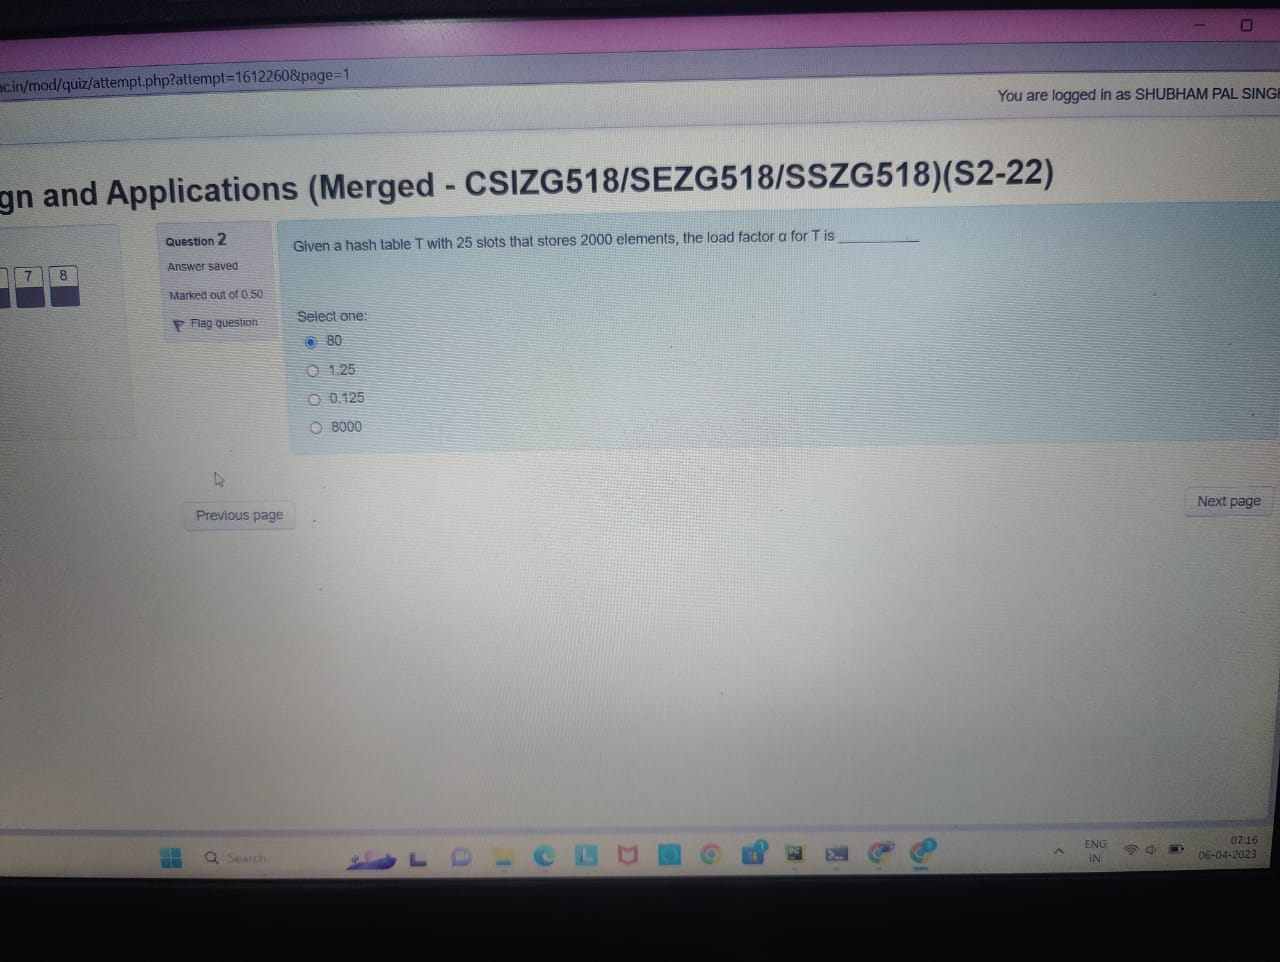 ac.in/mod/quiz/attempt.php?attempt=1612260&page=1
You are logged in as SHUBHAM PAL SINGH
gn and Applications (Merged - CSIZG518/SEZG518/SSZG518)(S2-22)
7 8
Question 2
Answer saved
Marked out of 0.50
Flag question
Given a hash table T with 25 slots that stores 2000 elements, the load factor α for T is __________
Select one:
80
1.25
0.125
8000
Previous page
Next page
Search
ENG
IN
07:16
06-04-2023